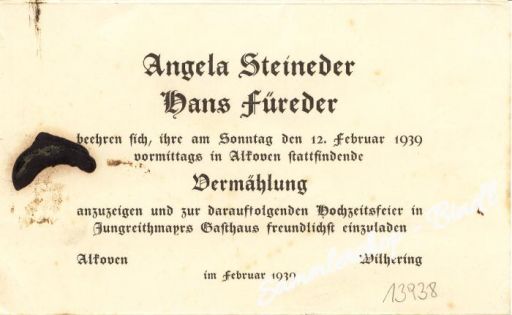 Angela Steineder
Hans Füreder
beehren sich, ihre am Sonntag den 12. Februar 1939
vormittags in Alkoven stattfindende
Vermählung
anzuzeigen und zur darauffolgenden Hochzeitsfeier in
Jungreithmayrs Gasthaus freundlichst einzuladen
Alkoven Wilhering
im Februar 1939
13938